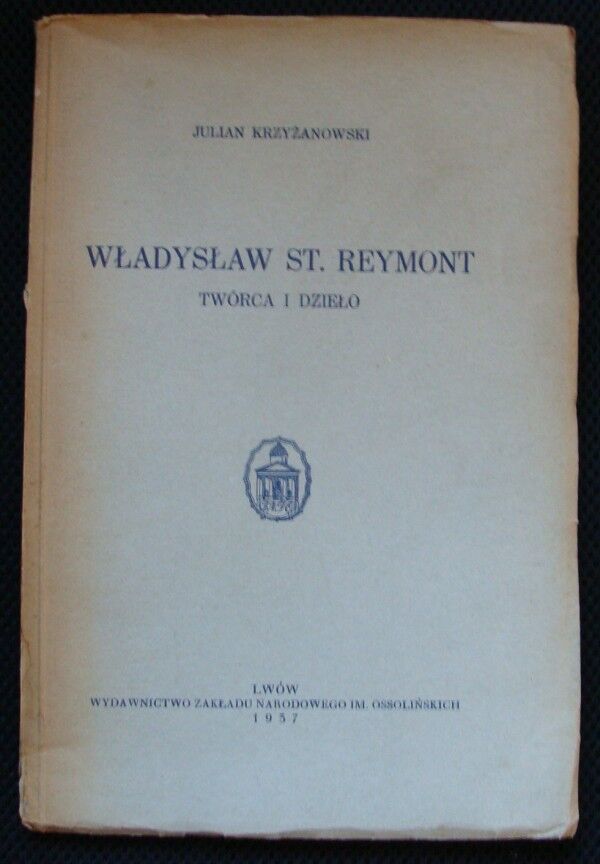 JULIAN KRZYŻANOWSKI
WŁADYSŁAW ST. REYMONT
TWÓRCA I DZIEŁO
LWÓW
WYDAWNICTWO ZAKŁADU NARODOWEGO IM. OSSOLIŃSKICH
1937